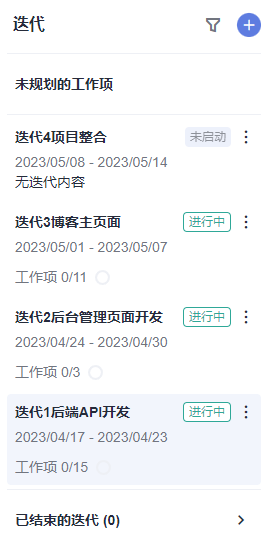 迭代
未规划的工作项
迭代4项目整合
未启动
2023/05/08 - 2023/05/14
无迭代内容
迭代3博客主页面
进行中
2023/05/01 - 2023/05/07
工作项 0/11
迭代2后台管理页面开发
进行中
2023/04/24 - 2023/04/30
工作项 0/3
迭代1后端API开发
进行中
2023/04/17 - 2023/04/23
工作项 0/15
已结束的迭代 (0)